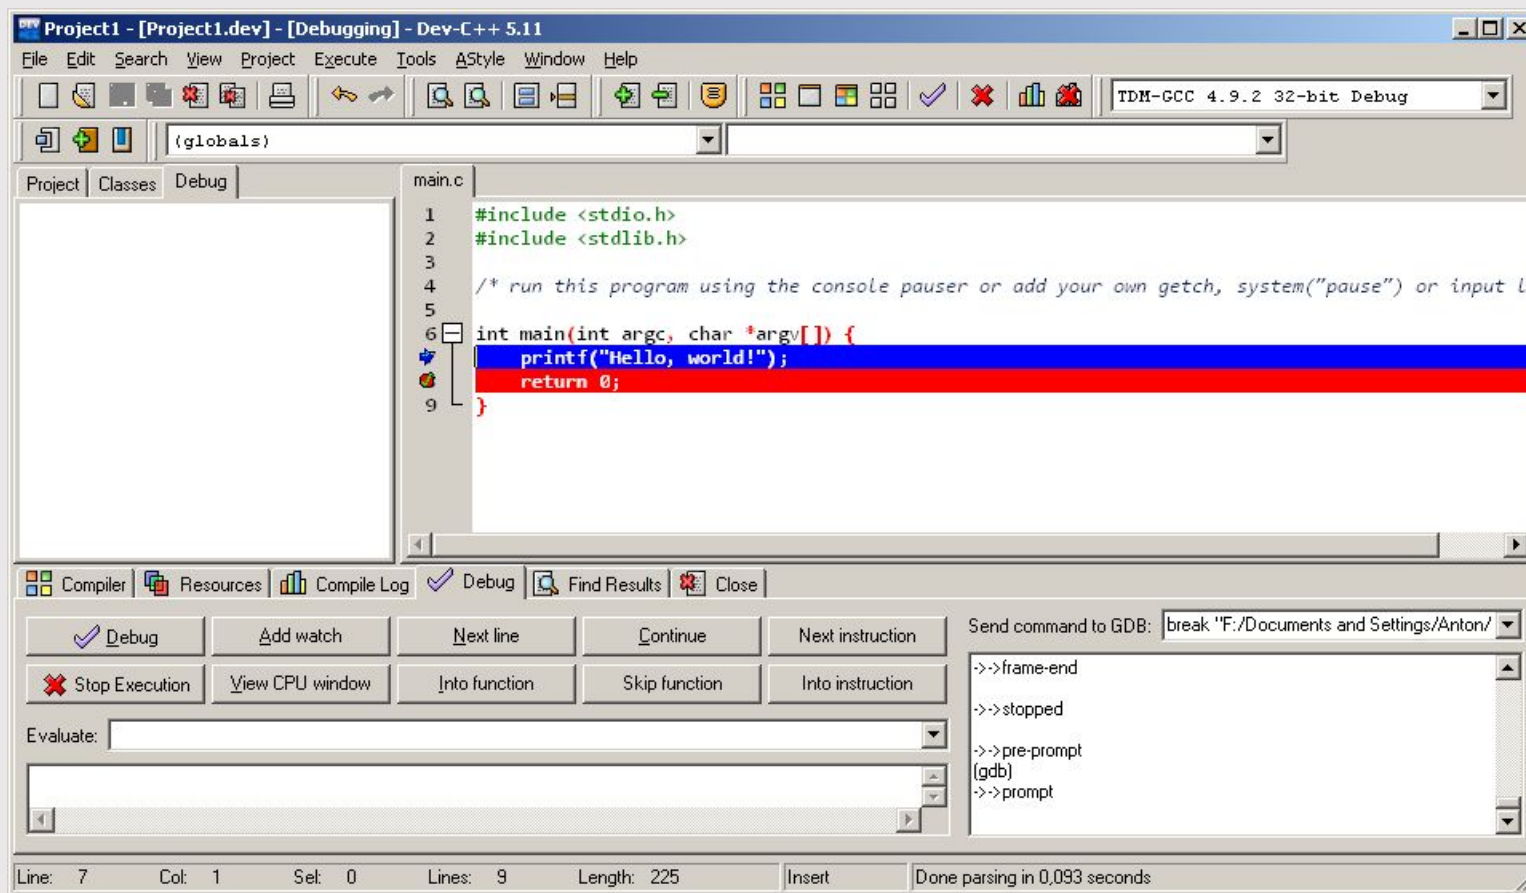 Project1 - [Project1.dev] - [Debugging] - Dev-C++ 5.11
File Edit Search View Project Execute Tools AStyle Window Help
TDM-GCC 4.9.2 32-bit Debug
(globals)
Project Classes Debug
main.c
1 #include <stdio.h>
2 #include <stdlib.h>
3
4 /* run this program using the console pauser or add your own getch, system("pause") or input l
5
6 int main(int argc, char *argv[]) {
printf("Hello, world!");
return 0;
9 }
Compiler Resources Compile Log Debug Find Results Close
Debug Add watch Next line Continue Next instruction
Stop Execution View CPU window Into function Skip function Into instruction
Evaluate:
Send command to GDB: break "F:/Documents and Settings/Anton/
->->frame-end
->->stopped
->->pre-prompt
(gdb)
->->prompt
Line: 7 Col: 1 Sel: 0 Lines: 9 Length: 225 Insert Done parsing in 0,093 seconds